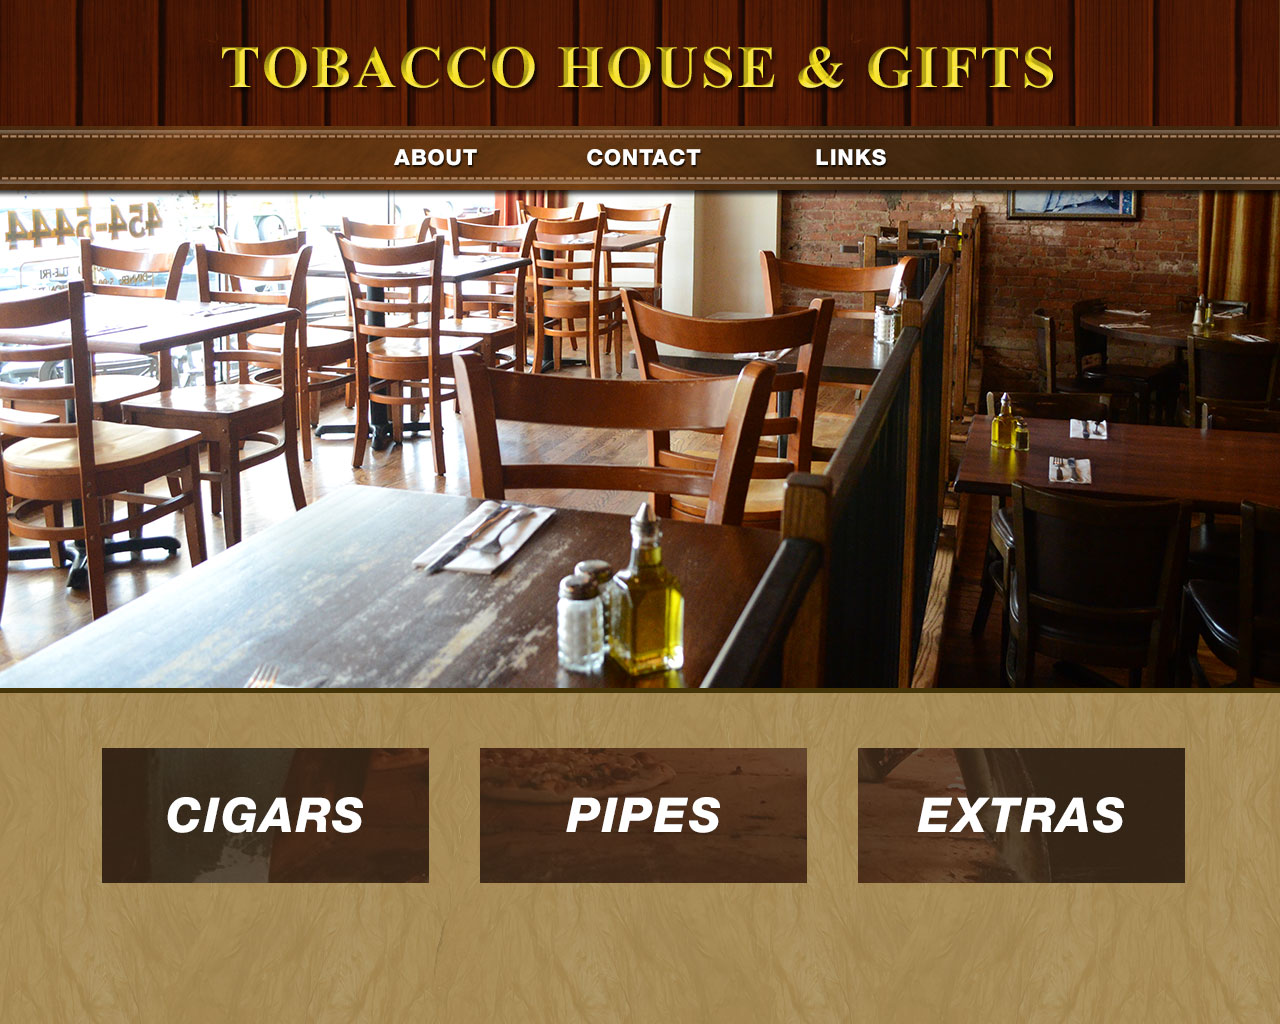 TOBACCO HOUSE & GIFTS
ABOUT CONTACT LINKS
454-5444
CIGARS PIPES EXTRAS